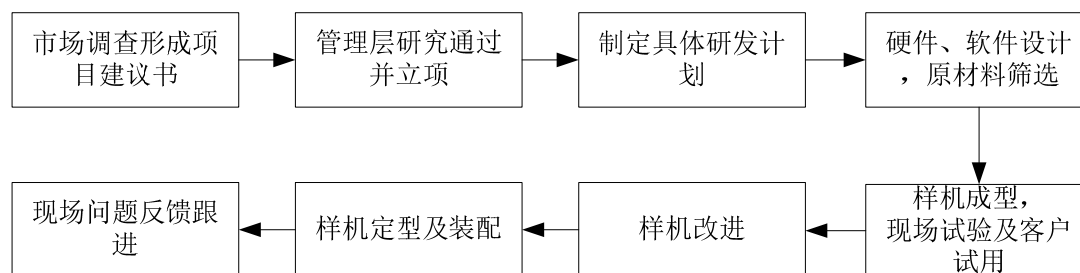 市场调查形成项
目建议书
管理层研究通过
并立项
制定具体研发计
划
硬件、软件设计
，原材料筛选
样机成型，
现场试验及客户
试用
样机改进
样机定型及装配
现场问题反馈跟
进